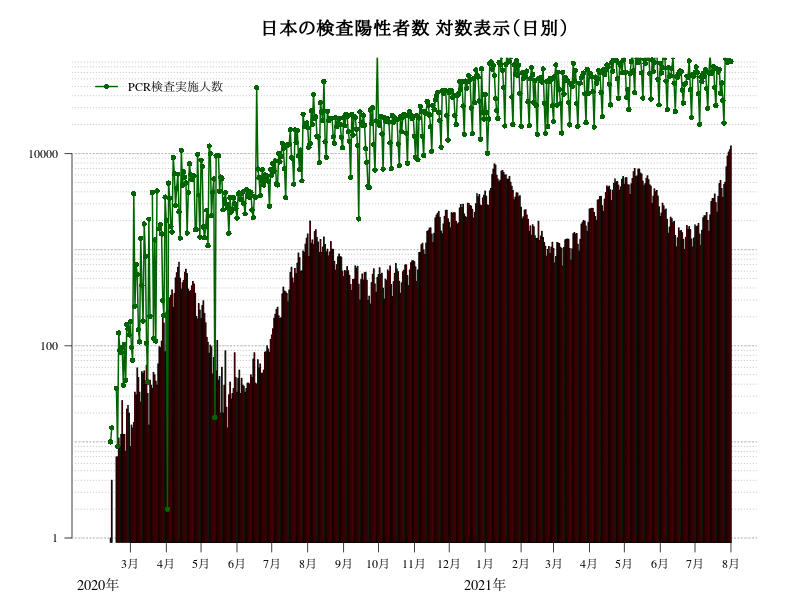 日本の検査陽性者数 対数表示(日別)
PCR検査実施人数
10000
100
1
3月 4月 5月 6月 7月 8月 9月 10月 11月 12月 1月 2月 3月 4月 5月 6月 7月 8月
2020年 2021年